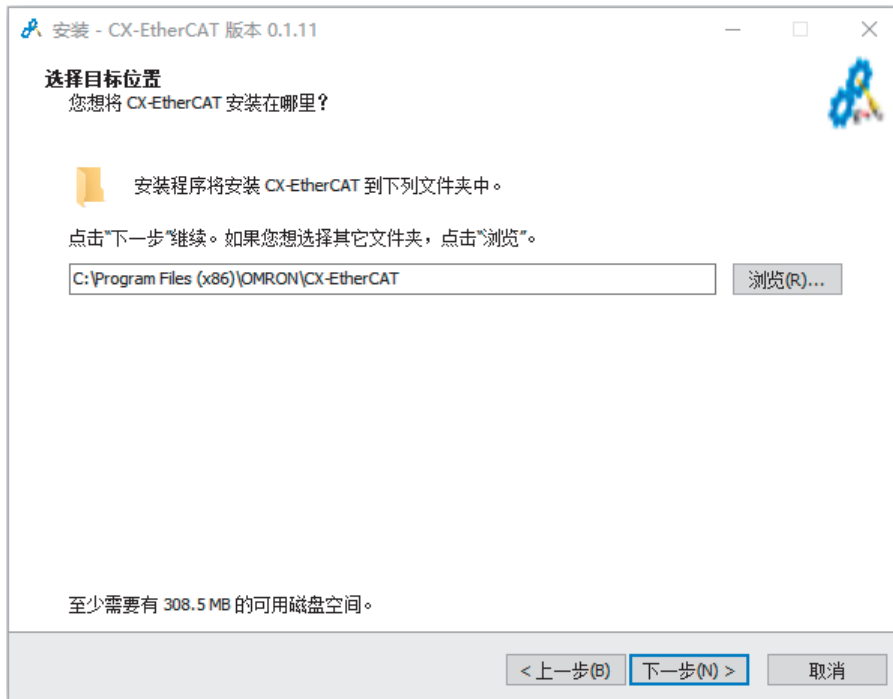 安装 - CX-EtherCAT 版本 0.1.11
选择目标位置
您想将 CX-EtherCAT 安装在哪里？
安装程序将安装 CX-EtherCAT 到下列文件夹中。
点击“下一步”继续。如果您想选择其它文件夹，点击“浏览”。
C:\Program Files (x86)\OMRON\CX-EtherCAT
浏览(R)...
至少需要有 308.5 MB 的可用磁盘空间。
< 上一步(B) 下一步(N) > 取消